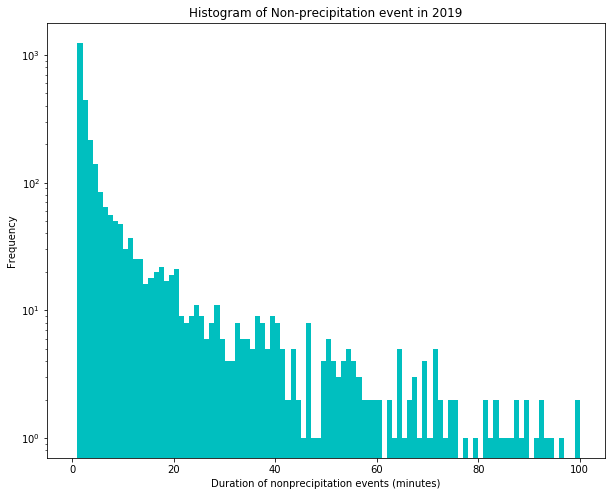 Histogram of Non-precipitation event in 2019
Frequency
10³
10²
10¹
10⁰
0 20 40 60 80 100
Duration of nonprecipitation events (minutes)